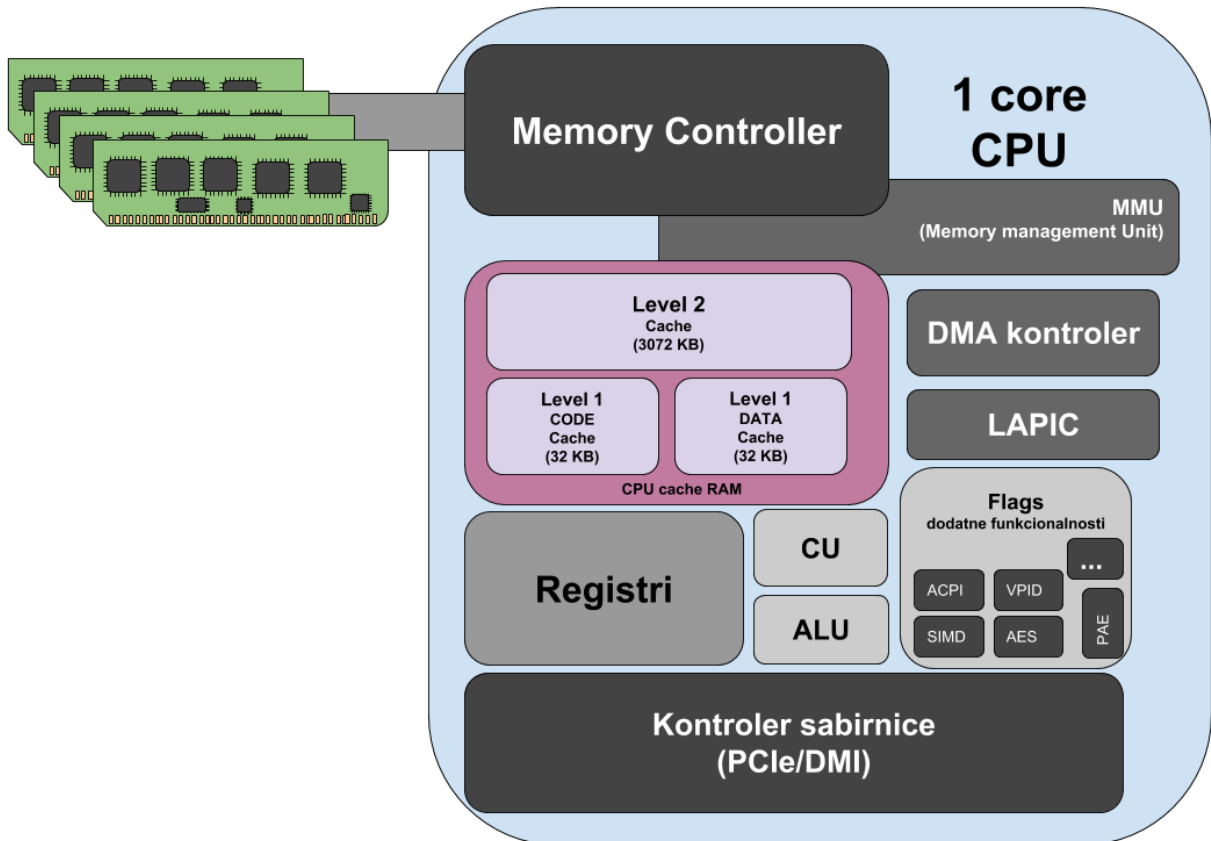 1 core
CPU
Memory Controller
MMU
(Memory management Unit)
Level 2
Cache
(3072 KB)
Level 1
CODE
Cache
(32 KB)
Level 1
DATA
Cache
(32 KB)
CPU cache RAM
DMA kontroler
LAPIC
Flags
dodatne funkcionalnosti
...
ACPI
VPID
SIMD
AES
PAE
Registri
CU
ALU
Kontroler sabirnice
(PCIe/DMI)